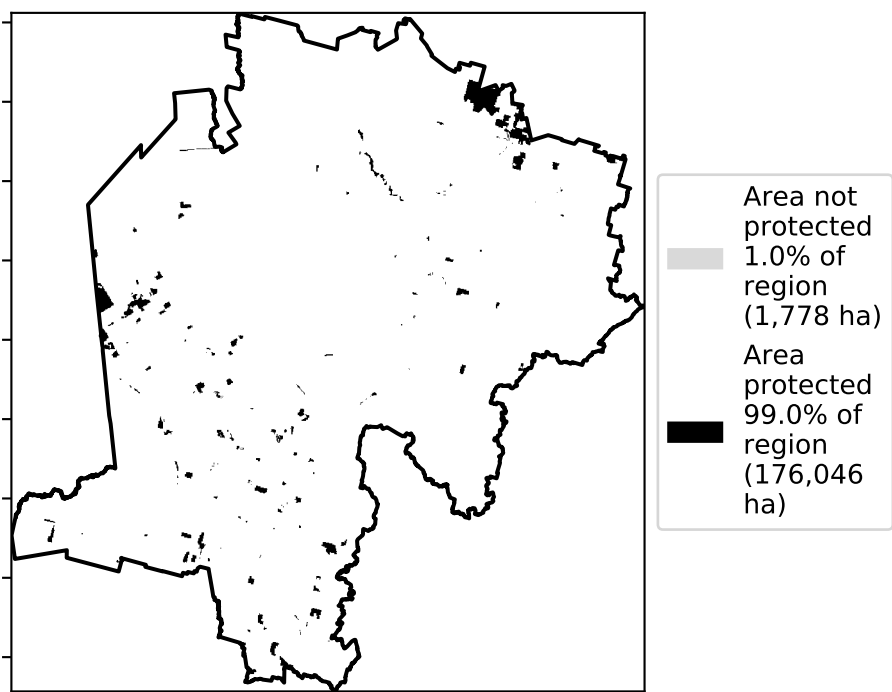 Area not
protected
1.0% of
region
(1,778 ha)
Area
protected
99.0% of
region
(176,046
ha)